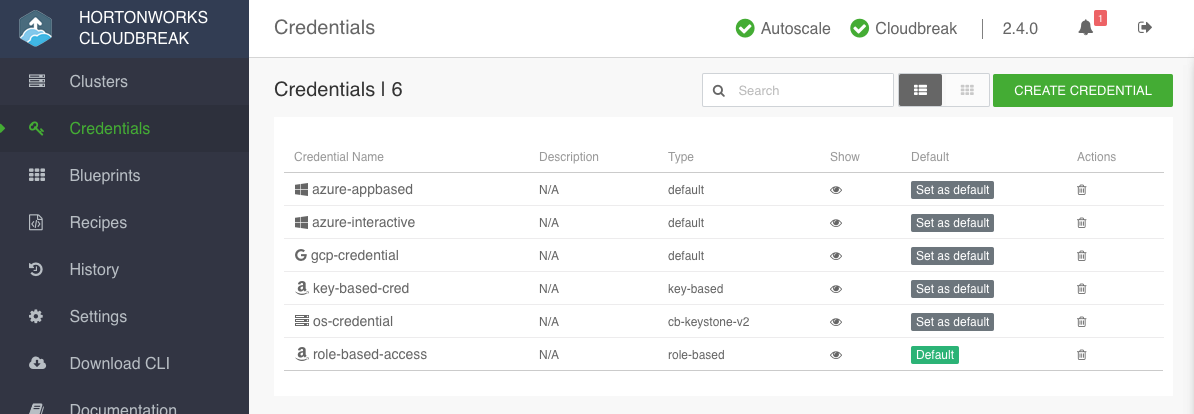 HORTONWORKS
CLOUDBREAK
Clusters
Credentials
Blueprints
Recipes
History
Settings
Download CLI
Documentation
Credentials
Autoscale
Cloudbreak
2.4.0
1
Credentials | 6
Search
CREATE CREDENTIAL
Credential Name Description Type Show Default Actions
azure-appbased N/A default Set as default
azure-interactive N/A default Set as default
gcp-credential N/A default Set as default
key-based-cred N/A key-based Set as default
os-credential N/A cb-keystone-v2 Set as default
role-based-access N/A role-based Default